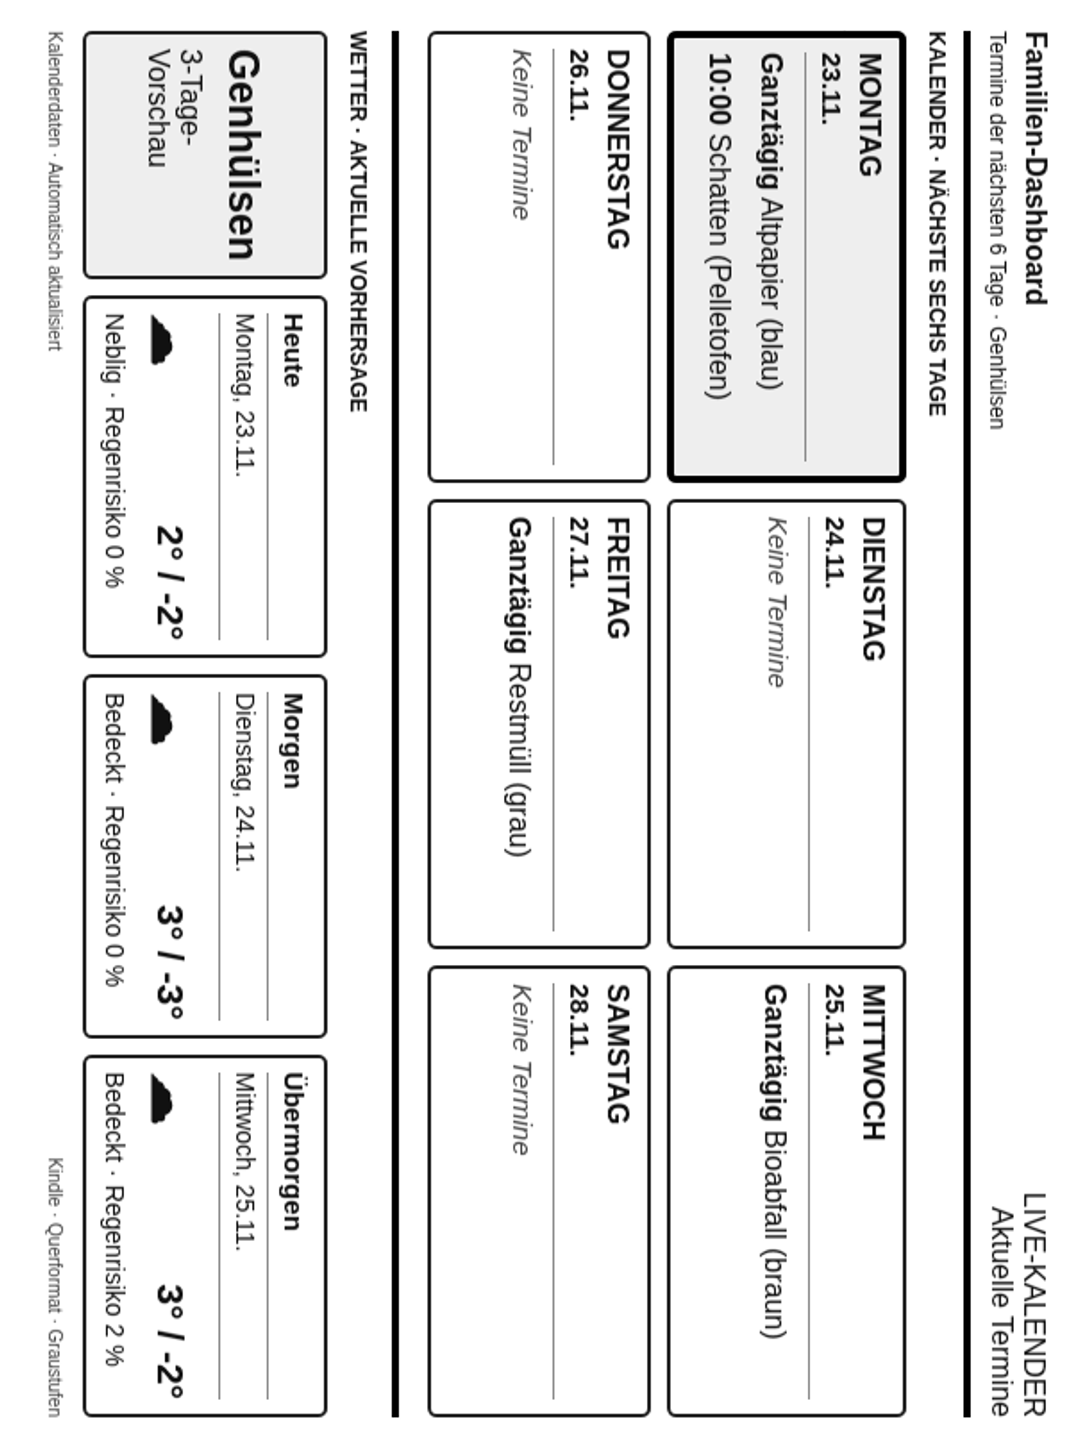 Familien-Dashboard
Termine der nächsten 6 Tage · Genhülsen
LIVE-KALENDER
Aktuelle Termine
KALENDER · NÄCHSTE SECHS TAGE
MONTAG
23.11.
Ganztägig Altpapier (blau)
10:00 Schatten (Pelletofen)
DIENSTAG
24.11.
Keine Termine
MITTWOCH
25.11.
Ganztägig Bioabfall (braun)
DONNERSTAG
26.11.
Keine Termine
FREITAG
27.11.
Ganztägig Restmüll (grau)
SAMSTAG
28.11.
Keine Termine
WETTER · AKTUELLE VORHERSAGE
Genhülsen
3-Tage-
Vorschau
Heute
Montag, 23.11.
2° / -2°
Neblig · Regenrisiko 0 %
Morgen
Dienstag, 24.11.
3° / -3°
Bedeckt · Regenrisiko 0 %
Übermorgen
Mittwoch, 25.11.
3° / -2°
Bedeckt · Regenrisiko 2 %
Kalenderdaten · Automatisch aktualisiert
Kindle · Querformat · Graustufen